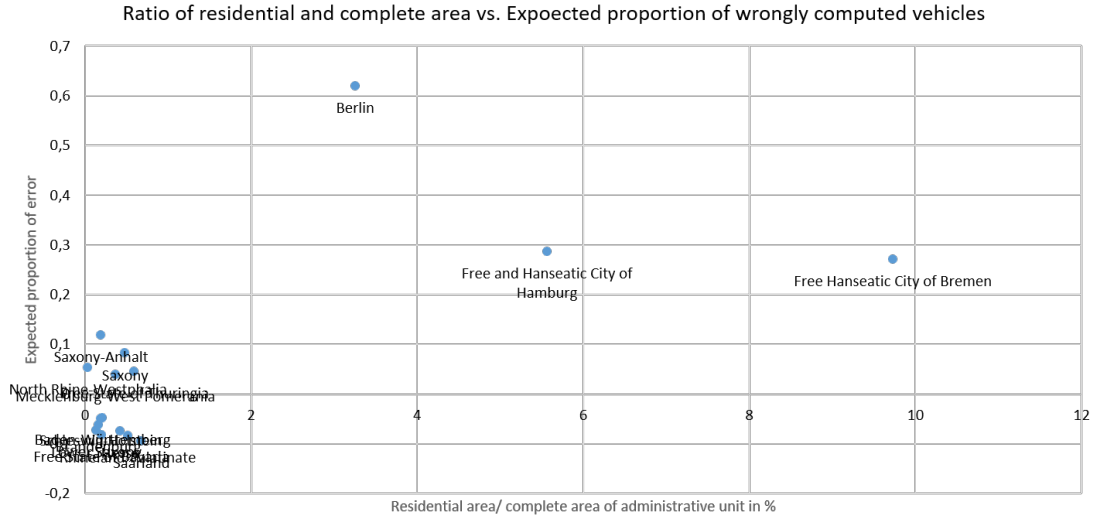 Ratio of residential and complete area vs. Expoected proportion of wrongly computed vehicles
Expected proportion of error
0,7
0,6
0,5
0,4
0,3
0,2
0,1
-0,2
0
2
4
6
8
10
12
Berlin
Free and Hanseatic City of
Hamburg
Free Hanseatic City of Bremen
Saxony-Annhalt
Saxony
North Rhine-Westphalia
Mecklenburg-West Pomerania
Saarland
Residential area/ complete area of administrative unit in %